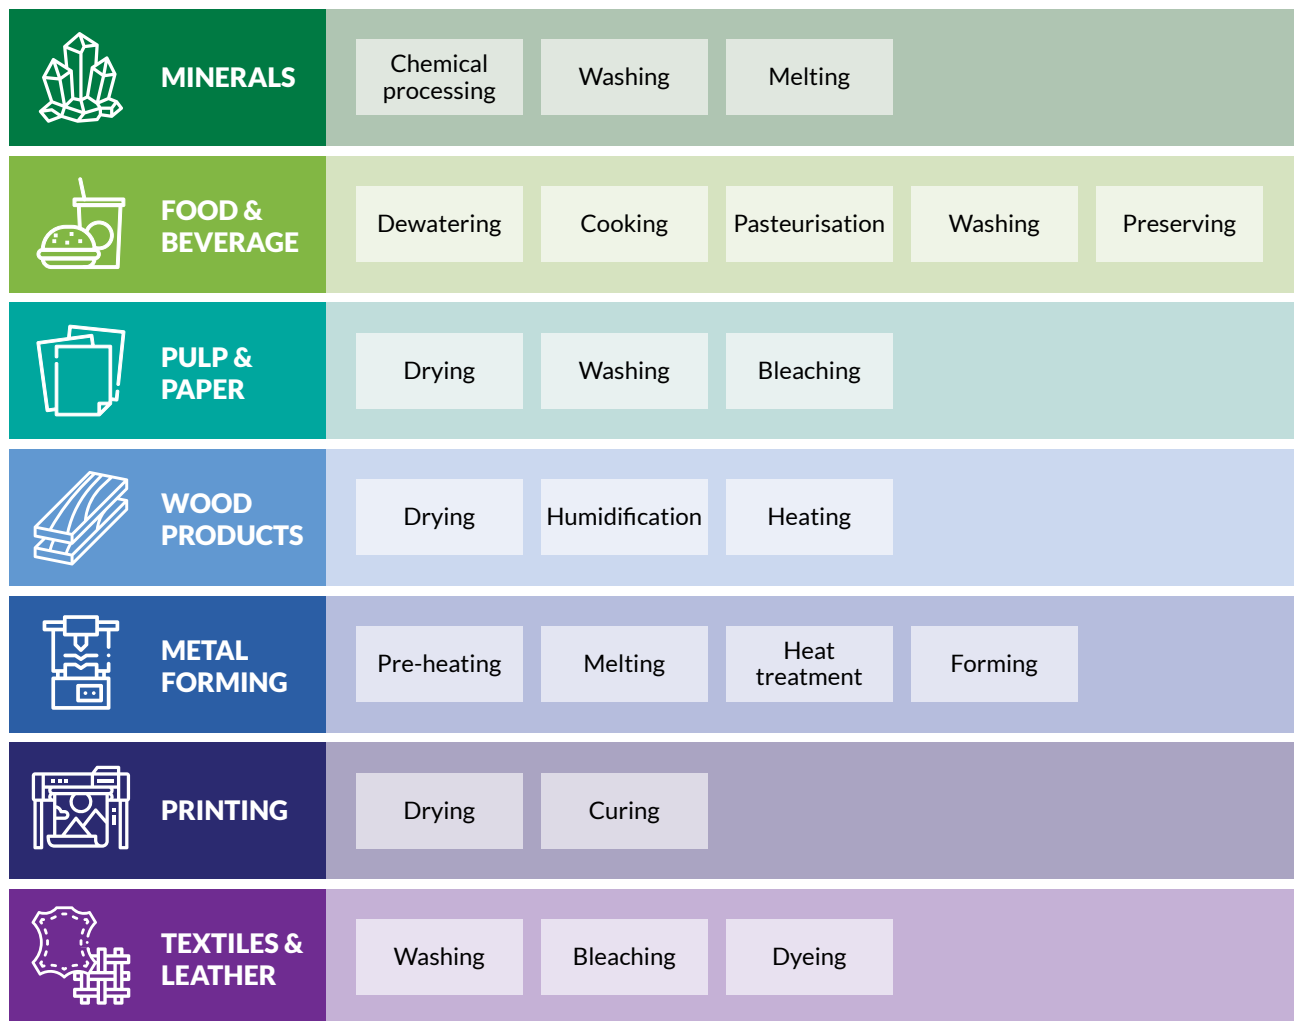 MINERALS
Chemical
processing
Washing
Melting
FOOD &
BEVERAGE
Dewatering
Cooking
Pasteurisation
Washing
Preserving
PULP &
PAPER
Drying
Washing
Bleaching
WOOD
PRODUCTS
Drying
Humidification
Heating
METAL
FORMING
Pre-heating
Melting
Heat
treatment
Forming
PRINTING
Drying
Curing
TEXTILES &
LEATHER
Washing
Bleaching
Dyeing